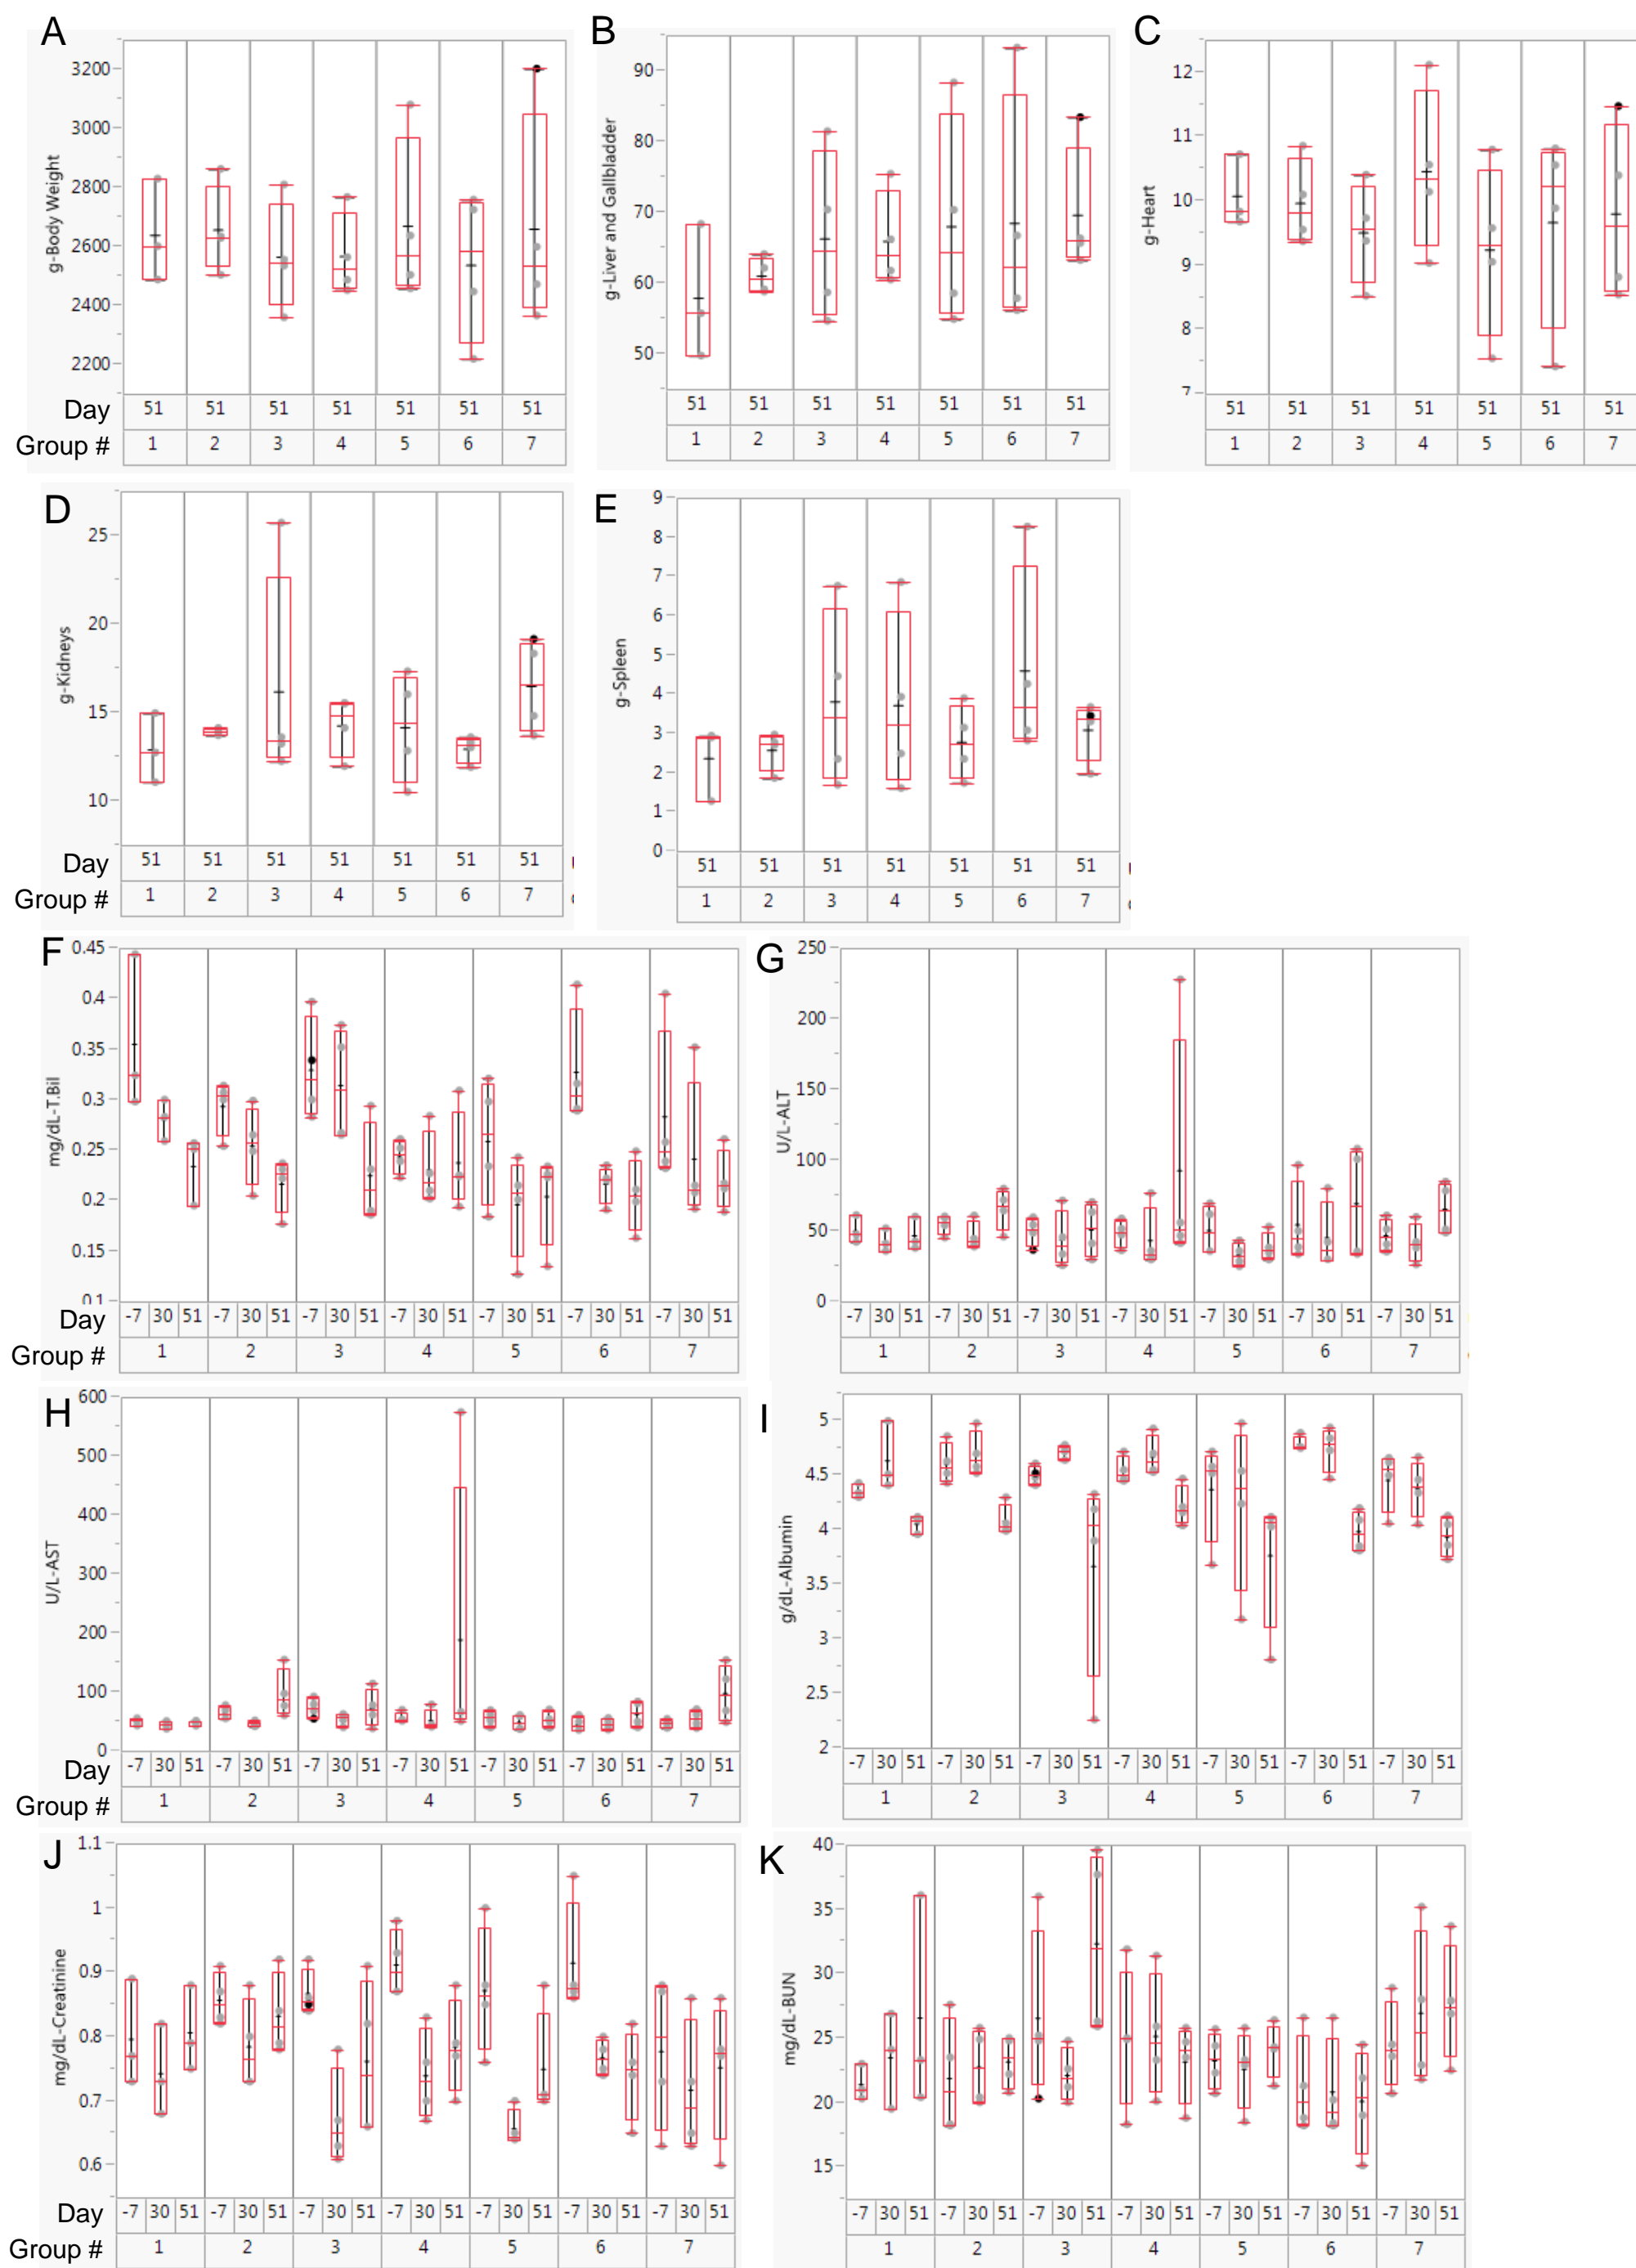 A
B
C
g-Body Weight
3200
3000
2800
2600
2400
2200
g-Liver and Gallbladder
90
80
70
60
50
g-Heart
12
11
10
9
8
7
Day 51 51 51 51 51 51 51
Group # 1 2 3 4 5 6 7
51 51 51 51 51 51 51
1 2 3 4 5 6 7
51 51 51 51 51 51 51
1 2 3 4 5 6 7
D
E
g-Kidneys
25
20
15
10
g-Spleen
9
8
7
6
5
4
3
2
1
0
Day 51 51 51 51 51 51 51
Group # 1 2 3 4 5 6 7
51 51 51 51 51 51 51
1 2 3 4 5 6 7
F
G
mg/dL-T.Bil
0.45
0.4
0.35
0.3
0.25
0.2
0.15
0.1
U/L-ALT
250
200
150
100
50
0
Day -7 30 51 -7 30 51 -7 30 51 -7 30 51 -7 30 51 -7 30 51 -7 30 51
Group # 1 2 3 4 5 6 7
-7 30 51 -7 30 51 -7 30 51 -7 30 51 -7 30 51 -7 30 51 -7 30 51
1 2 3 4 5 6 7
H
I
U/L-AST
600
500
400
300
200
100
0
g/dL-Albumin
5
4.5
4
3.5
3
2.5
2
Day -7 30 51 -7 30 51 -7 30 51 -7 30 51 -7 30 51 -7 30 51 -7 30 51
Group # 1 2 3 4 5 6 7
-7 30 51 -7 30 51 -7 30 51 -7 30 51 -7 30 51 -7 30 51 -7 30 51
1 2 3 4 5 6 7
J
K
mg/dL-Creatinine
1.1
1
0.9
0.8
0.7
0.6
mg/dL-BUN
40
35
30
25
20
15
Day -7 30 51 -7 30 51 -7 30 51 -7 30 51 -7 30 51 -7 30 51 -7 30 51
Group # 1 2 3 4 5 6 7
-7 30 51 -7 30 51 -7 30 51 -7 30 51 -7 30 51 -7 30 51 -7 30 51
1 2 3 4 5 6 7